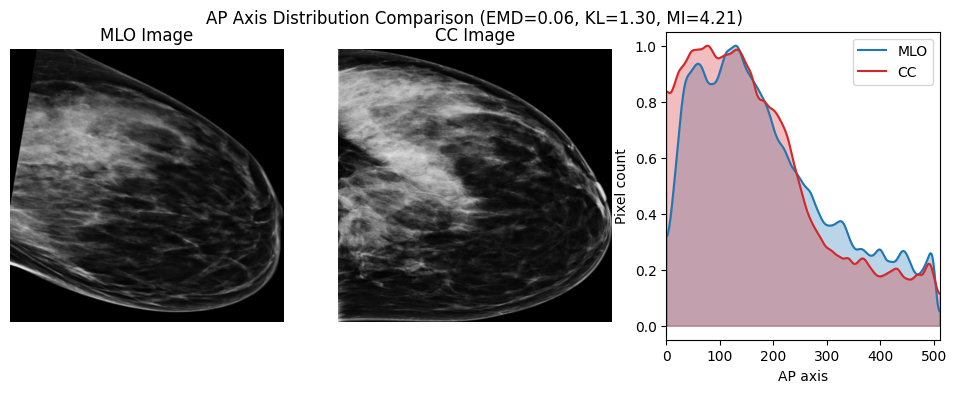 AP Axis Distribution Comparison (EMD=0.06, KL=1.30, MI=4.21)
MLO Image
CC Image
MLO
CC
Pixel count
1.0
0.8
0.6
0.4
0.2
0.0
0 100 200 300 400 500
AP axis